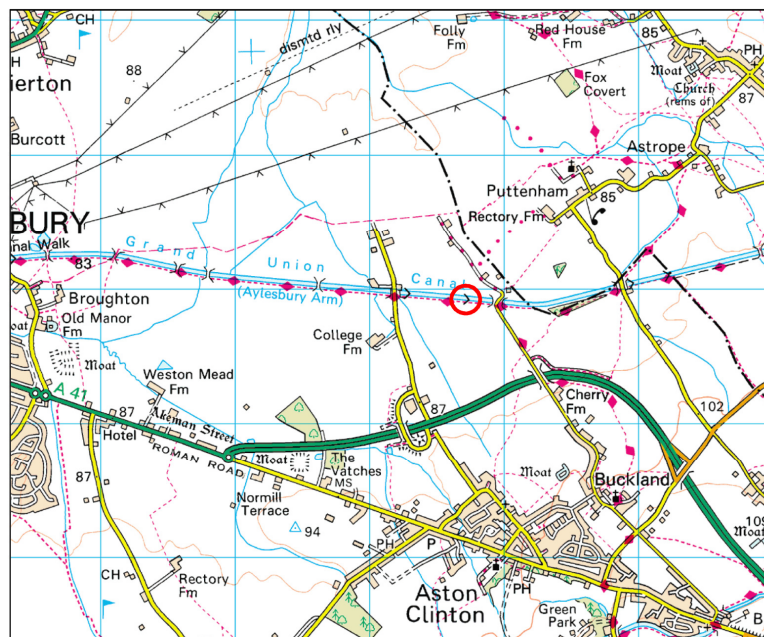 CH
dismtd rly
Folly
Fm
Red House
Fm
85
PH
H
ierton
88
Fox
Covert
Moat
Church
(rems of)
87
Burcott
Astrope
Puttenham
85
Rectory Fm
BURY
nal Walk
Grand
Union
Canal
(Aylesbury Arm)
83
Broughton
Old Manor
Fm
Moat
College
Fm
Weston Mead
Fm
A 41
87
Akeman Street
ROMAN ROAD
Hotel
87
87
Cherry
Fm
102
The
Vatches
MS
Moat
Normill
Terrace
Moat
Buckland
94
109
Moat
PH
P
CH
Rectory
Fm
Aston
Clinton
PH
Green
Park
B